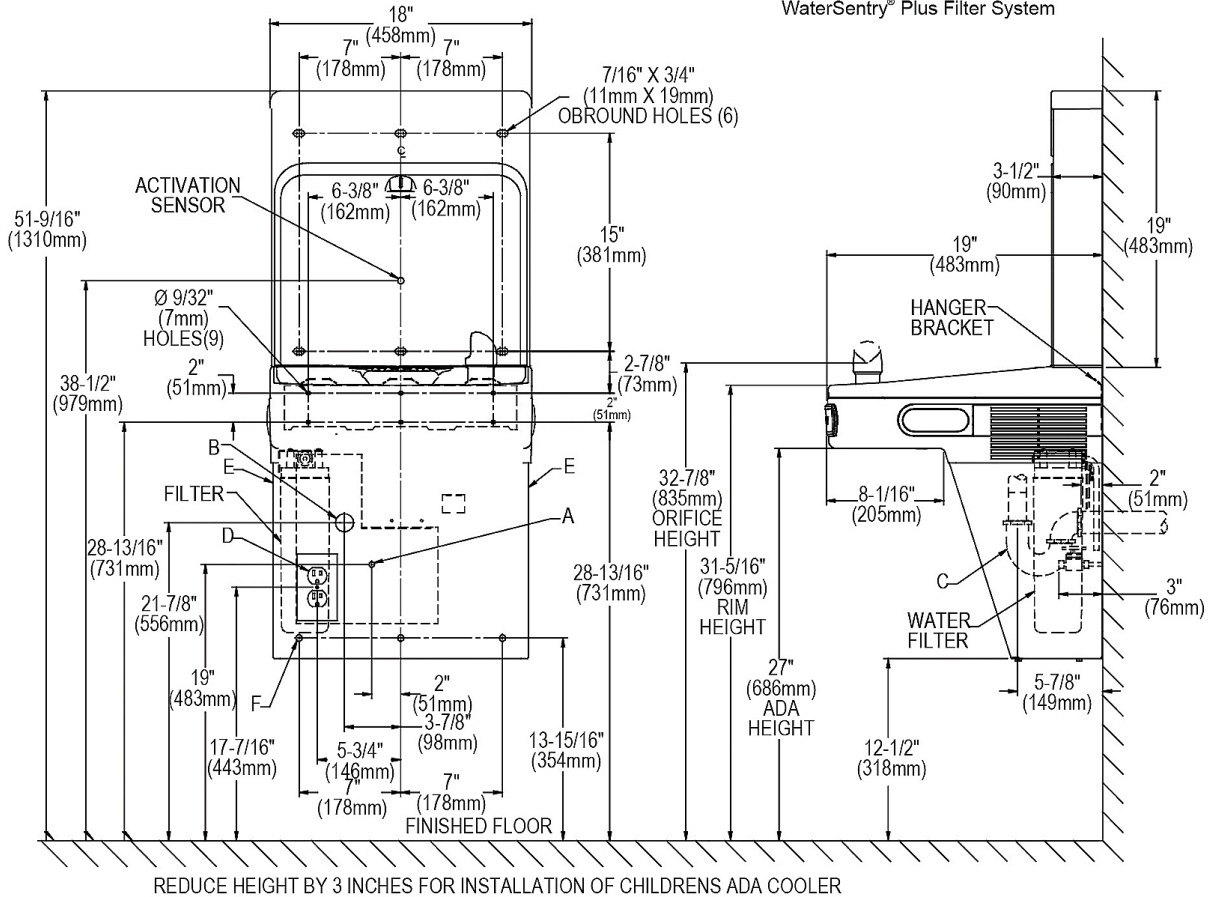 WaterSentry® Plus Filter System
18"
(458mm)
7"
(178mm)
7"
(178mm)
7/16" X 3/4"
(11mm X 19mm)
OBROUND HOLES (6)
℄
ACTIVATION
SENSOR
6-3/8"
(162mm)
6-3/8"
(162mm)
51-9/16"
(1310mm)
15"
(381mm)
Ø 9/32"
(7mm)
HOLES(9)
2"
(51mm)
2-7/8"
(73mm)
38-1/2"
(979mm)
2"
(51mm)
B
E
E
FILTER
A
D
28-13/16"
(731mm)
28-13/16"
(731mm)
21-7/8"
(556mm)
19"
(483mm)
F
2"
(51mm)
3-7/8"
(98mm)
17-7/16"
(443mm)
5-3/4"
(146mm)
13-15/16"
(354mm)
7"
(178mm)
7"
(178mm)
FINISHED FLOOR
3-1/2"
(90mm)
19"
(483mm)
19"
(483mm)
HANGER
BRACKET
32-7/8"
(835mm)
ORIFICE
HEIGHT
8-1/16"
(205mm)
2"
(51mm)
31-5/16"
(796mm)
RIM
HEIGHT
C
3"
(76mm)
WATER
FILTER
27"
(686mm)
ADA
HEIGHT
5-7/8"
(149mm)
12-1/2"
(318mm)
REDUCE HEIGHT BY 3 INCHES FOR INSTALLATION OF CHILDRENS ADA COOLER